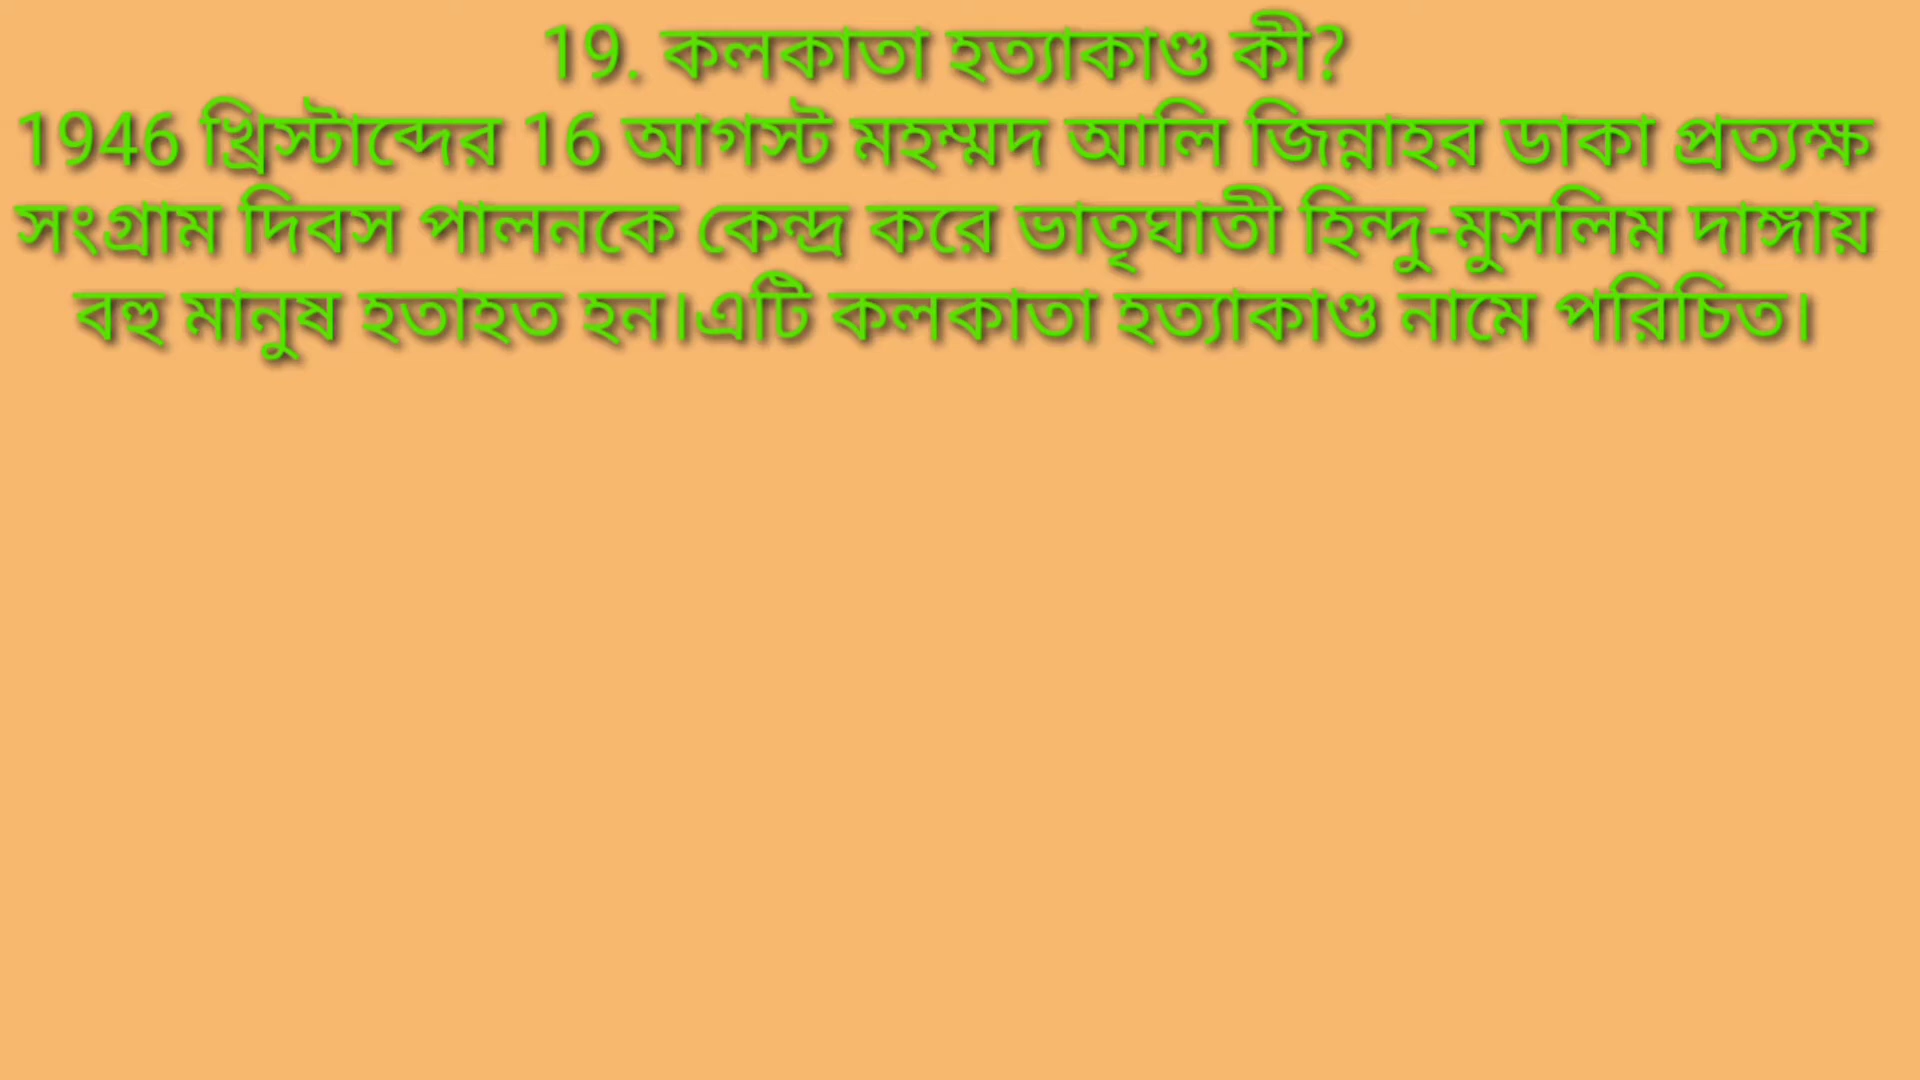 19. কলকাতা হত্যাকাণ্ড কী?
1946 খ্রিস্টাব্দের 16 আগস্ট মহম্মদ আলি জিন্নাহর ডাকা প্রত্যক্ষ
সংগ্রাম দিবস পালনকে কেন্দ্র করে ভাতৃঘাতী হিন্দু-মুসলিম দাঙ্গায়
বহু মানুষ হতাহত হন।এটি কলকাতা হত্যাকাণ্ড নামে পরিচিত।